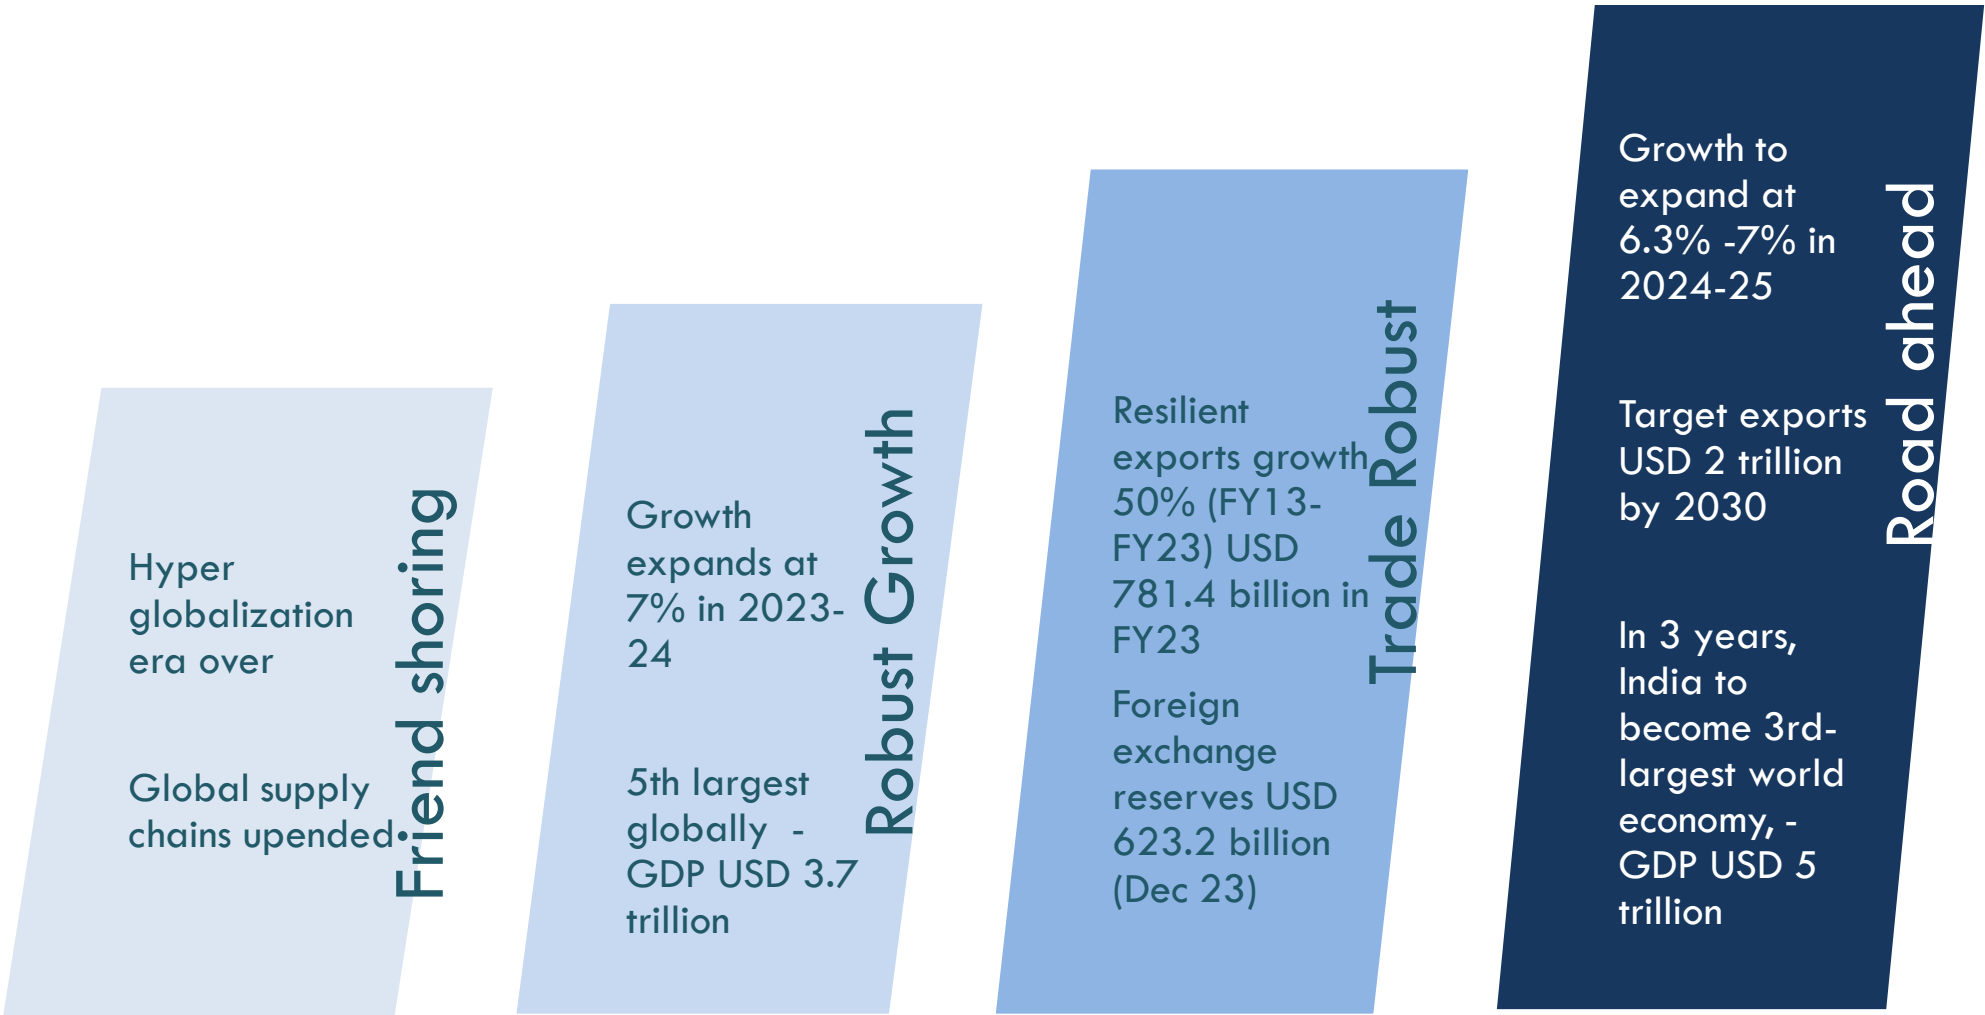 Hyper
globalization
era over
Global supply
chains upended
Friend shoring
Growth
expands at
7% in 2023-
24
5th largest
globally  -
GDP USD 3.7
trillion
Robust Growth
Resilient
exports growth
50% (FY13-
FY23) USD
781.4 billion in
FY23
Foreign
exchange
reserves USD
623.2 billion
(Dec 23)
Trade Robust
Growth to
expand at
6.3% -7% in
2024-25
Target exports
USD 2 trillion
by 2030
In 3 years,
India to
become 3rd-
largest world
economy, -
GDP USD 5
trillion
Road ahead